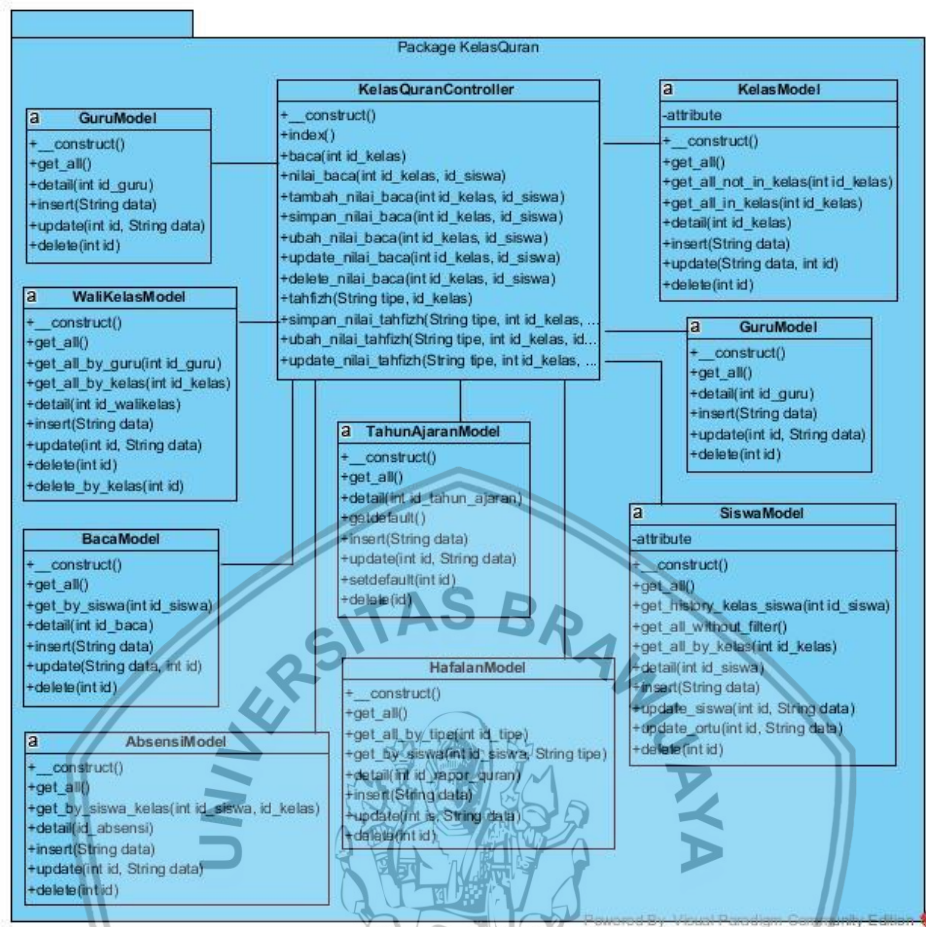 Package KelasQuran
a GuruModel
+__construct()
+get_all()
+detail(int id_guru)
+insert(String data)
+update(int id, String data)
+delete(int id)
KelasQuranController
+__construct()
+index()
+baca(int id_kelas)
+nilai_baca(int id_kelas, id_siswa)
+tambah_nilai_baca(int id_kelas, id_siswa)
+simpan_nilai_baca(int id_kelas, id_siswa)
+ubah_nilai_baca(int id_kelas, id_siswa)
+update_nilai_baca(int id_kelas, id_siswa)
+delete_nilai_baca(int id_kelas, id_siswa)
+tahfizh(String tipe, id_kelas)
+simpan_nilai_tahfizh(String tipe, int id_kelas, ...
+ubah_nilai_tahfizh(String tipe, int id_kelas, id...
+update_nilai_tahfizh(String tipe, int id_kelas, ...
a KelasModel
-attribute
+__construct()
+get_all()
+get_all_not_in_kelas(int id_kelas)
+get_all_in_kelas(int id_kelas)
+detail(int id_kelas)
+insert(String data)
+update(String data, int id)
+delete(int id)
a WaliKelasModel
+__construct()
+get_all()
+get_all_by_guru(int id_guru)
+get_all_by_kelas(int id_kelas)
+detail(int id_walikelas)
+insert(String data)
+update(int id, String data)
+delete(int id)
+delete_by_kelas(int id)
a GuruModel
+__construct()
+get_all()
+detail(int id_guru)
+insert(String data)
+update(int id, String data)
+delete(int id)
a TahunAjaranModel
+__construct()
+get_all()
+detail(int id_tahun_ajaran)
+getdefault()
+insert(String data)
+update(int id, String data)
+setdefault(int id)
+delete(id)
a SiswaModel
-attribute
+__construct()
+get_all()
+get_history_kelas_siswa(int id_siswa)
+get_all_without_filter()
+get_all_by_kelas(int id_kelas)
+detail(int id_siswa)
+insert(String data)
+update_siswa(int id, String data)
+update_ortu(int id, String data)
+delete(int id)
BacaModel
+__construct()
+get_all()
+get_by_siswa(int id_siswa)
+detail(int id_baca)
+insert(String data)
+update(String data, int id)
+delete(int id)
HafalanModel
+__construct()
+get_all()
+get_all_by_tipe(int id_tipe)
+get_by_siswa(int id_siswa, String tipe)
+detail(int id_rapor_quran)
+insert(String data)
+update(int is, String data)
+delete(int id)
a AbsensiModel
+__construct()
+get_all()
+get_by_siswa_kelas(int id_siswa, id_kelas)
+detail(id_absensi)
+insert(String data)
+update(int id, String data)
+delete(int id)
UNIVERSITAS BRAWIJAYA
Powered By Visual Paradigm Community Edition